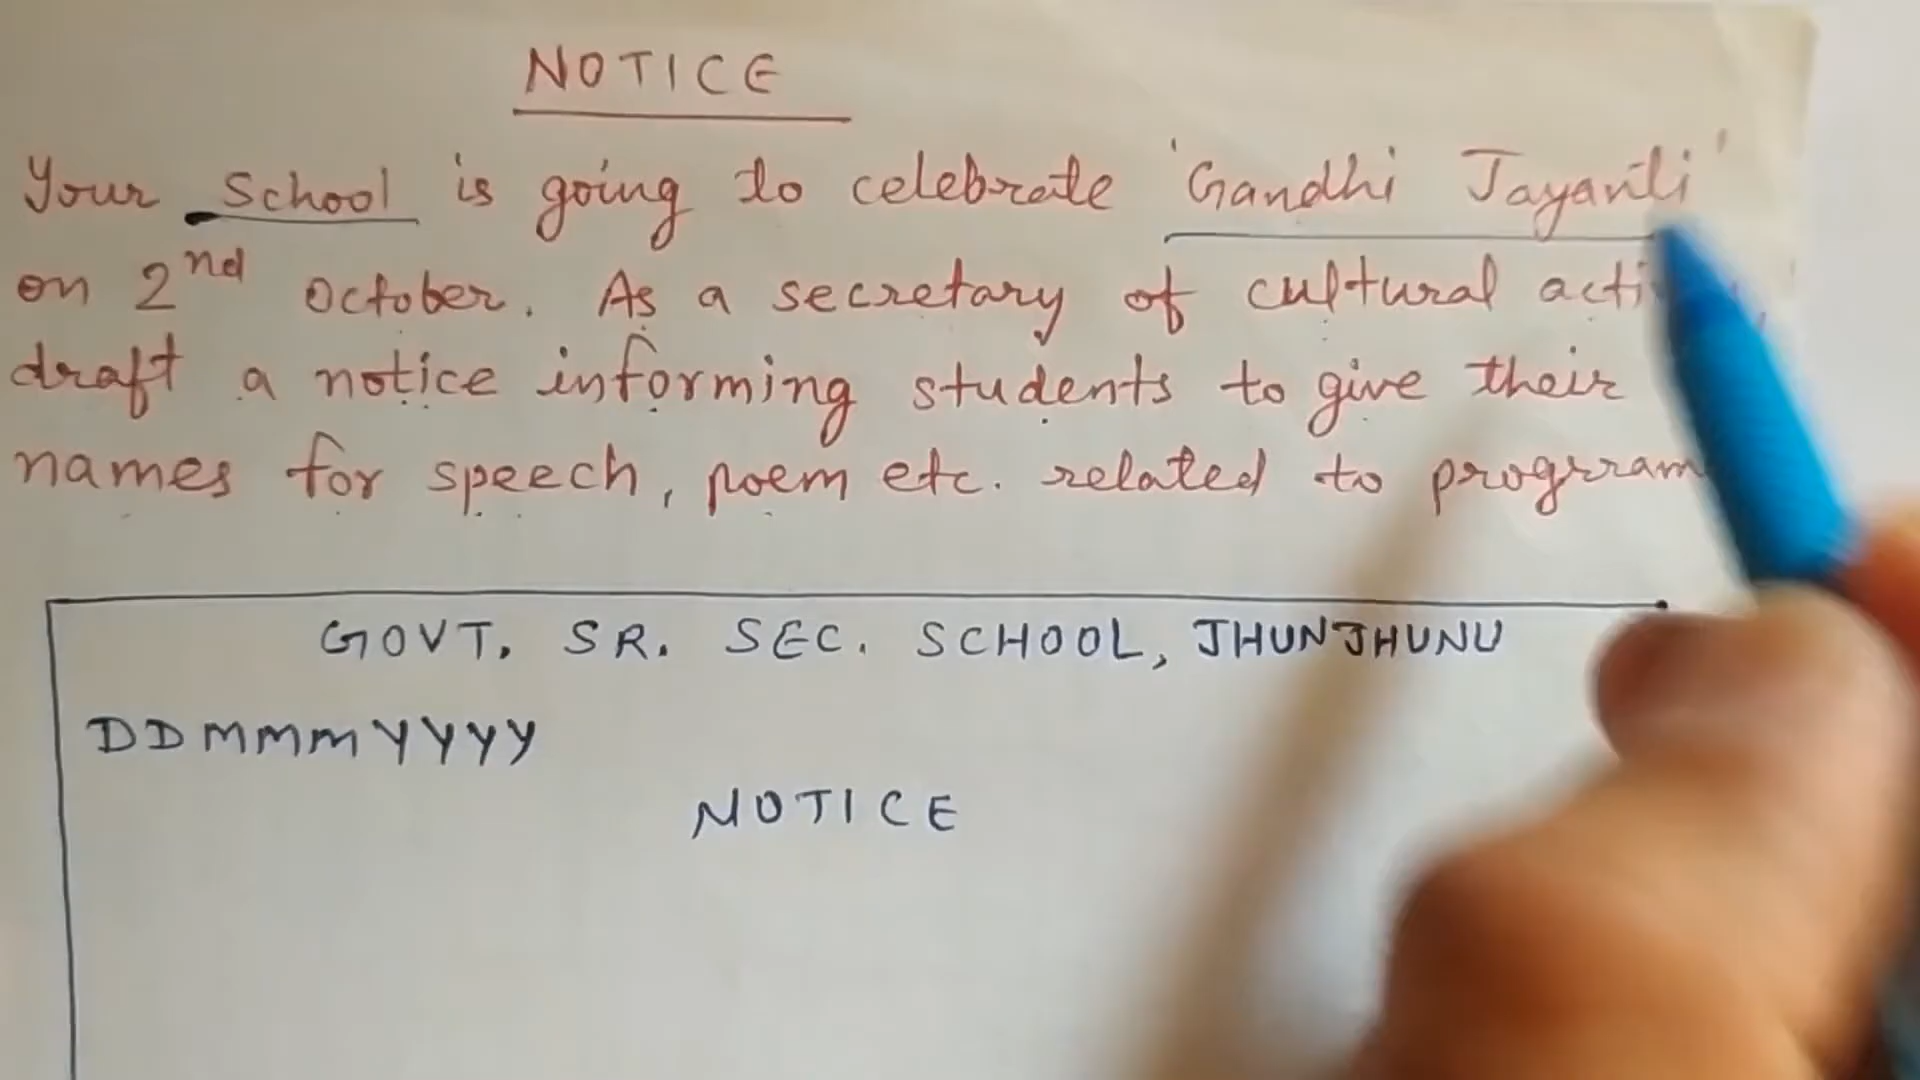 NOTICE
Your School is going to celebrate 'Gandhi Jayanti'
on 2nd October. As a secretary of cultural
draft a notice informing students to give their
names for speech, poem etc. related to program
GOVT. SR. SEC. SCHOOL, JHUNJHUNU
DDMMMYYYY
NOTICE